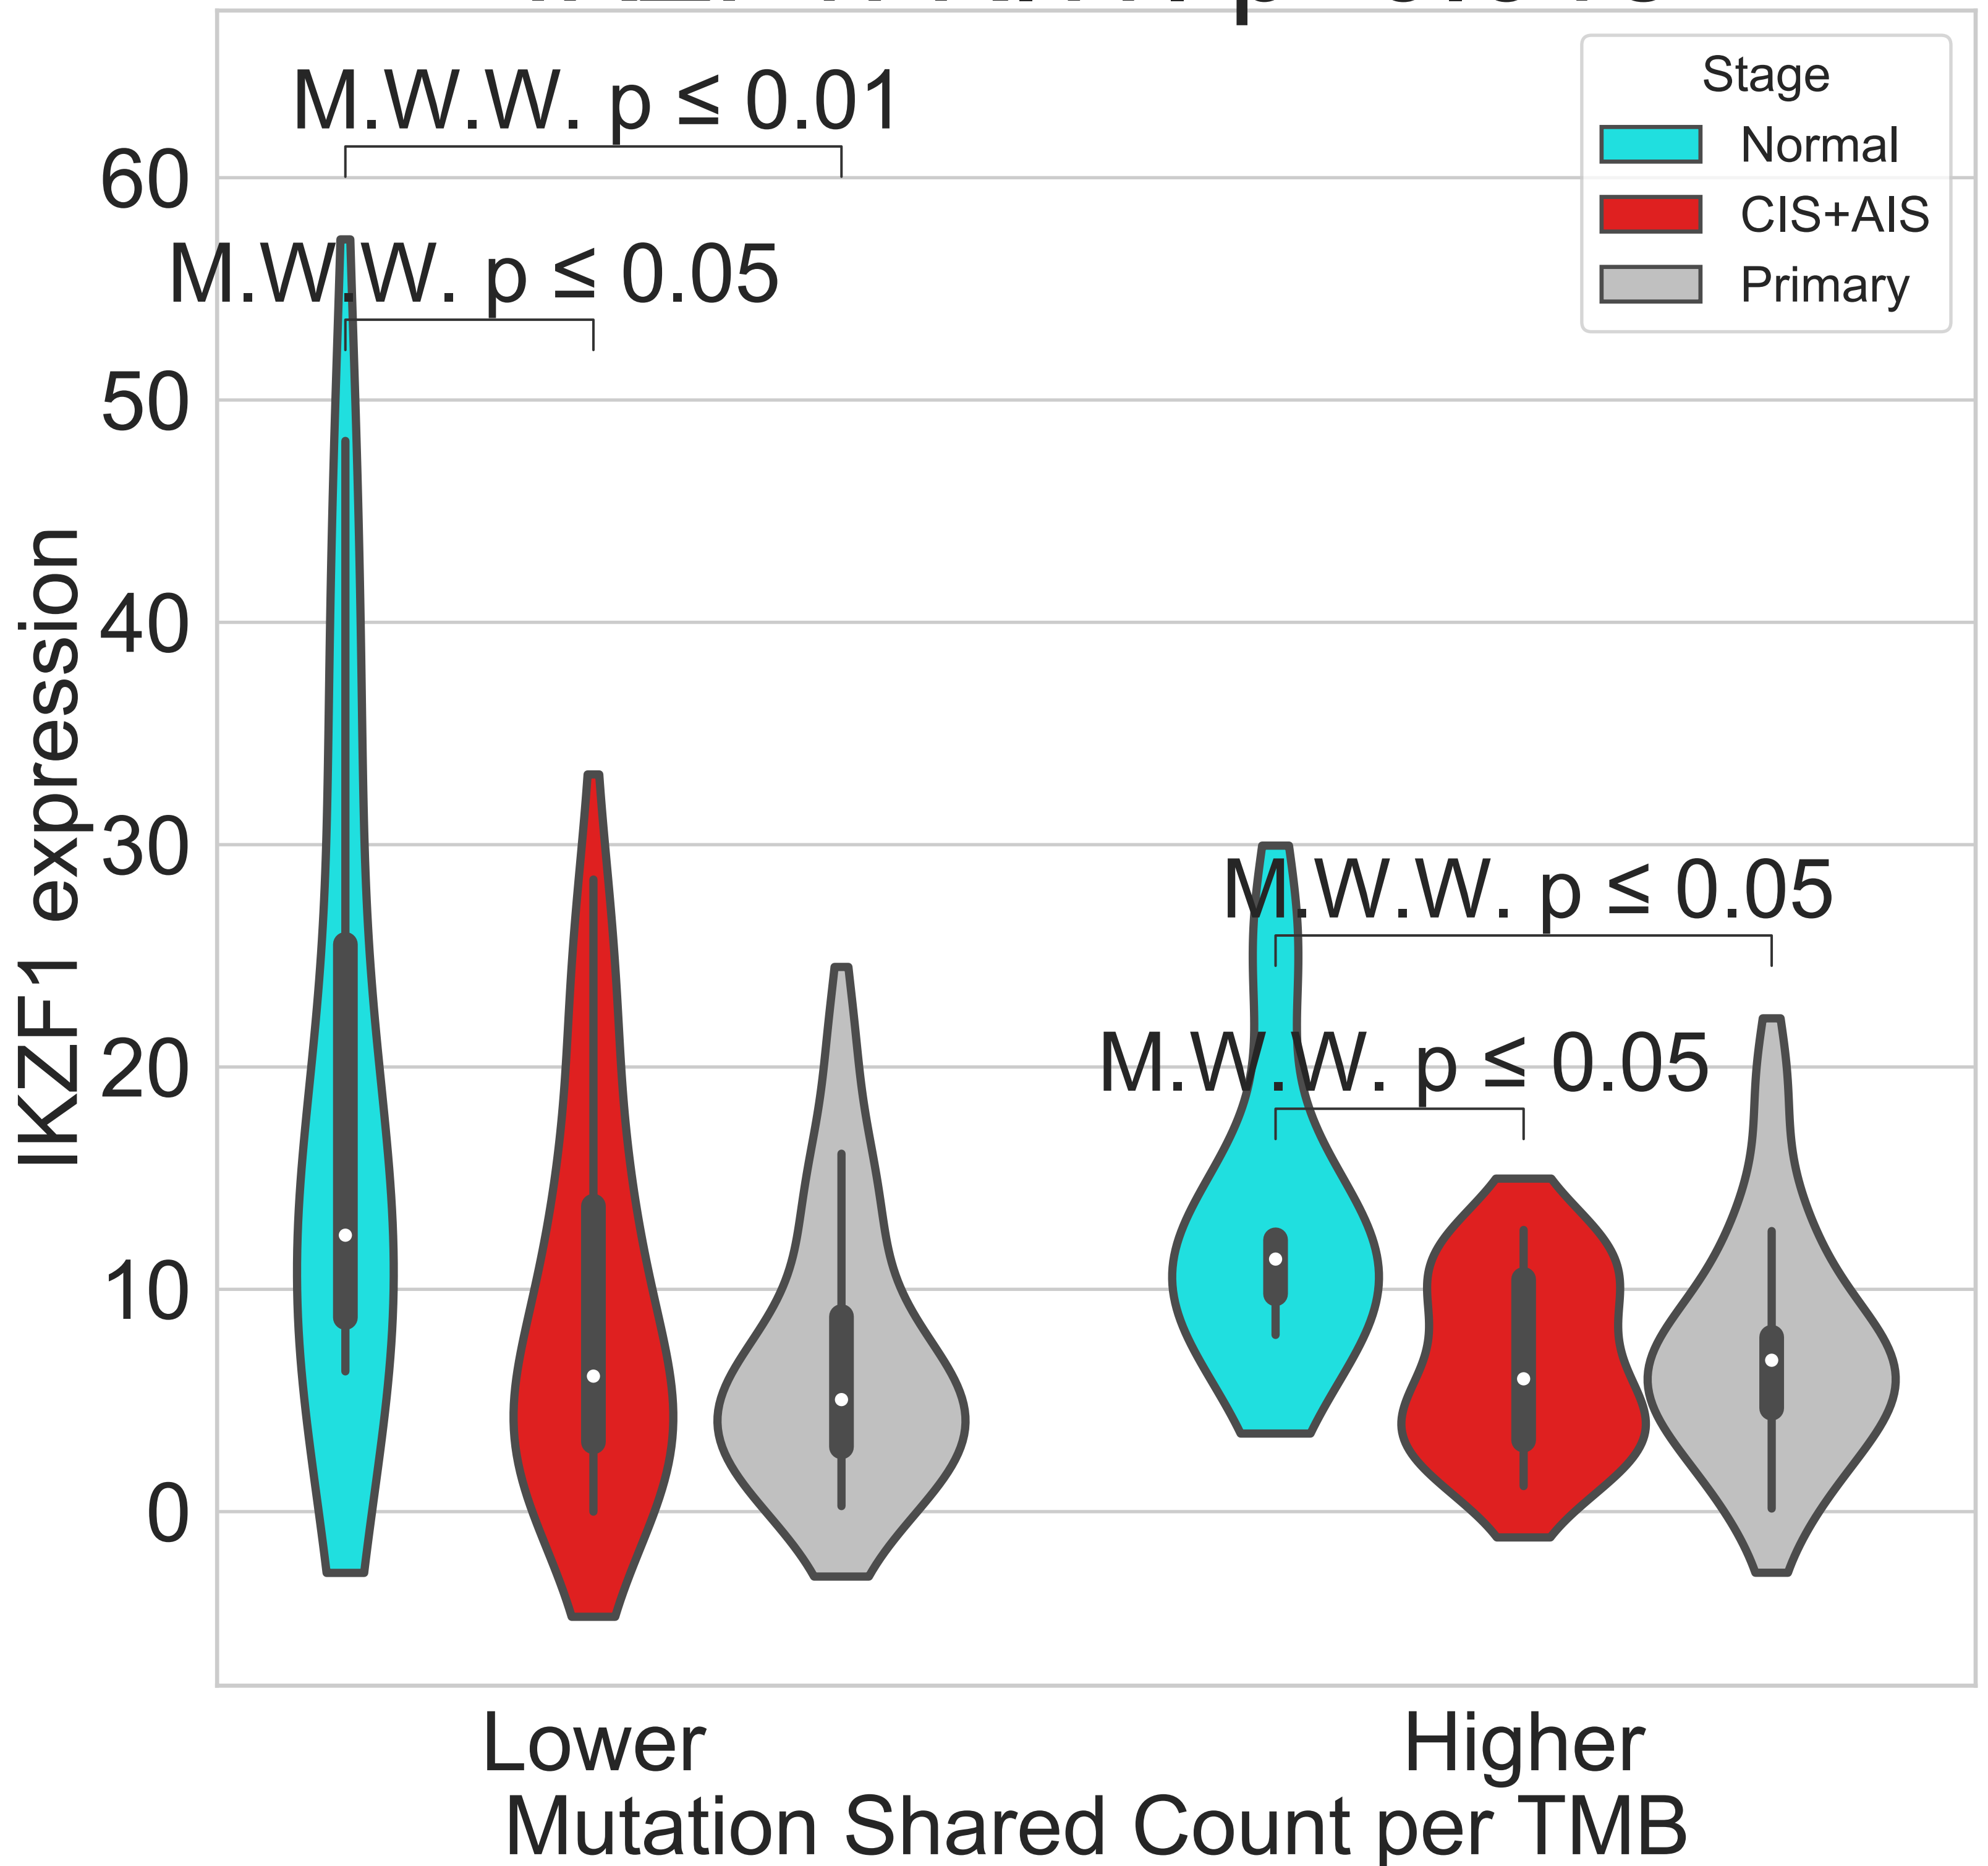 M.W.W. p ≤ 0.01
M.W.W. p ≤ 0.05
M.W.W. p ≤ 0.05
M.W.W. p ≤ 0.05
Stage
Normal
CIS+AIS
Primary
60
50
40
30
20
10
0
IKZF1 expression
Lower
Higher
Mutation Shared Count per TMB